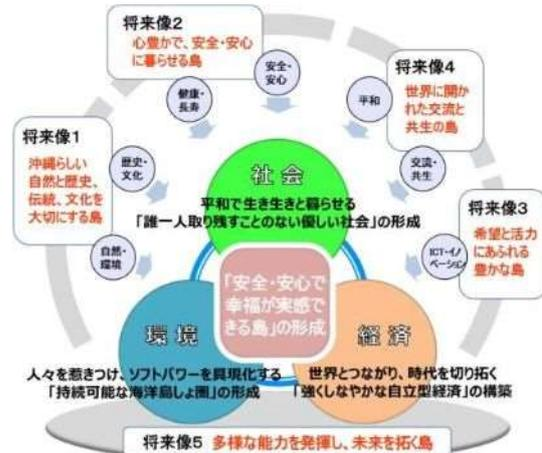 将来像2
心豊かで、安全・安心
に暮らせる島
安全・
安心
健康・
長寿
平和
将来像4
世界に開か
れた交流と
共生の島
将来像1
沖縄らしい
自然と歴史、
伝統、文化を
大切にする島
歴史・
文化
自然・
環境
交流・
共生
将来像3
希望と活力
にあふれる
豊かな島
ICT・イノ
ベーション
社会
平和で生き生きと暮らせる
「誰一人取り残すことのない優しい社会」の形成
「安全・安心で
幸福が実感で
きる島」の形成
環境
人々を惹きつけ、ソフトパワーを具現化する
「持続可能な海洋島しょ圏」の形成
経済
世界とつながり、時代を切り拓く
「強くしなやかな自立型経済」の構築
将来像5 多様な能力を発揮し、未来を拓く島